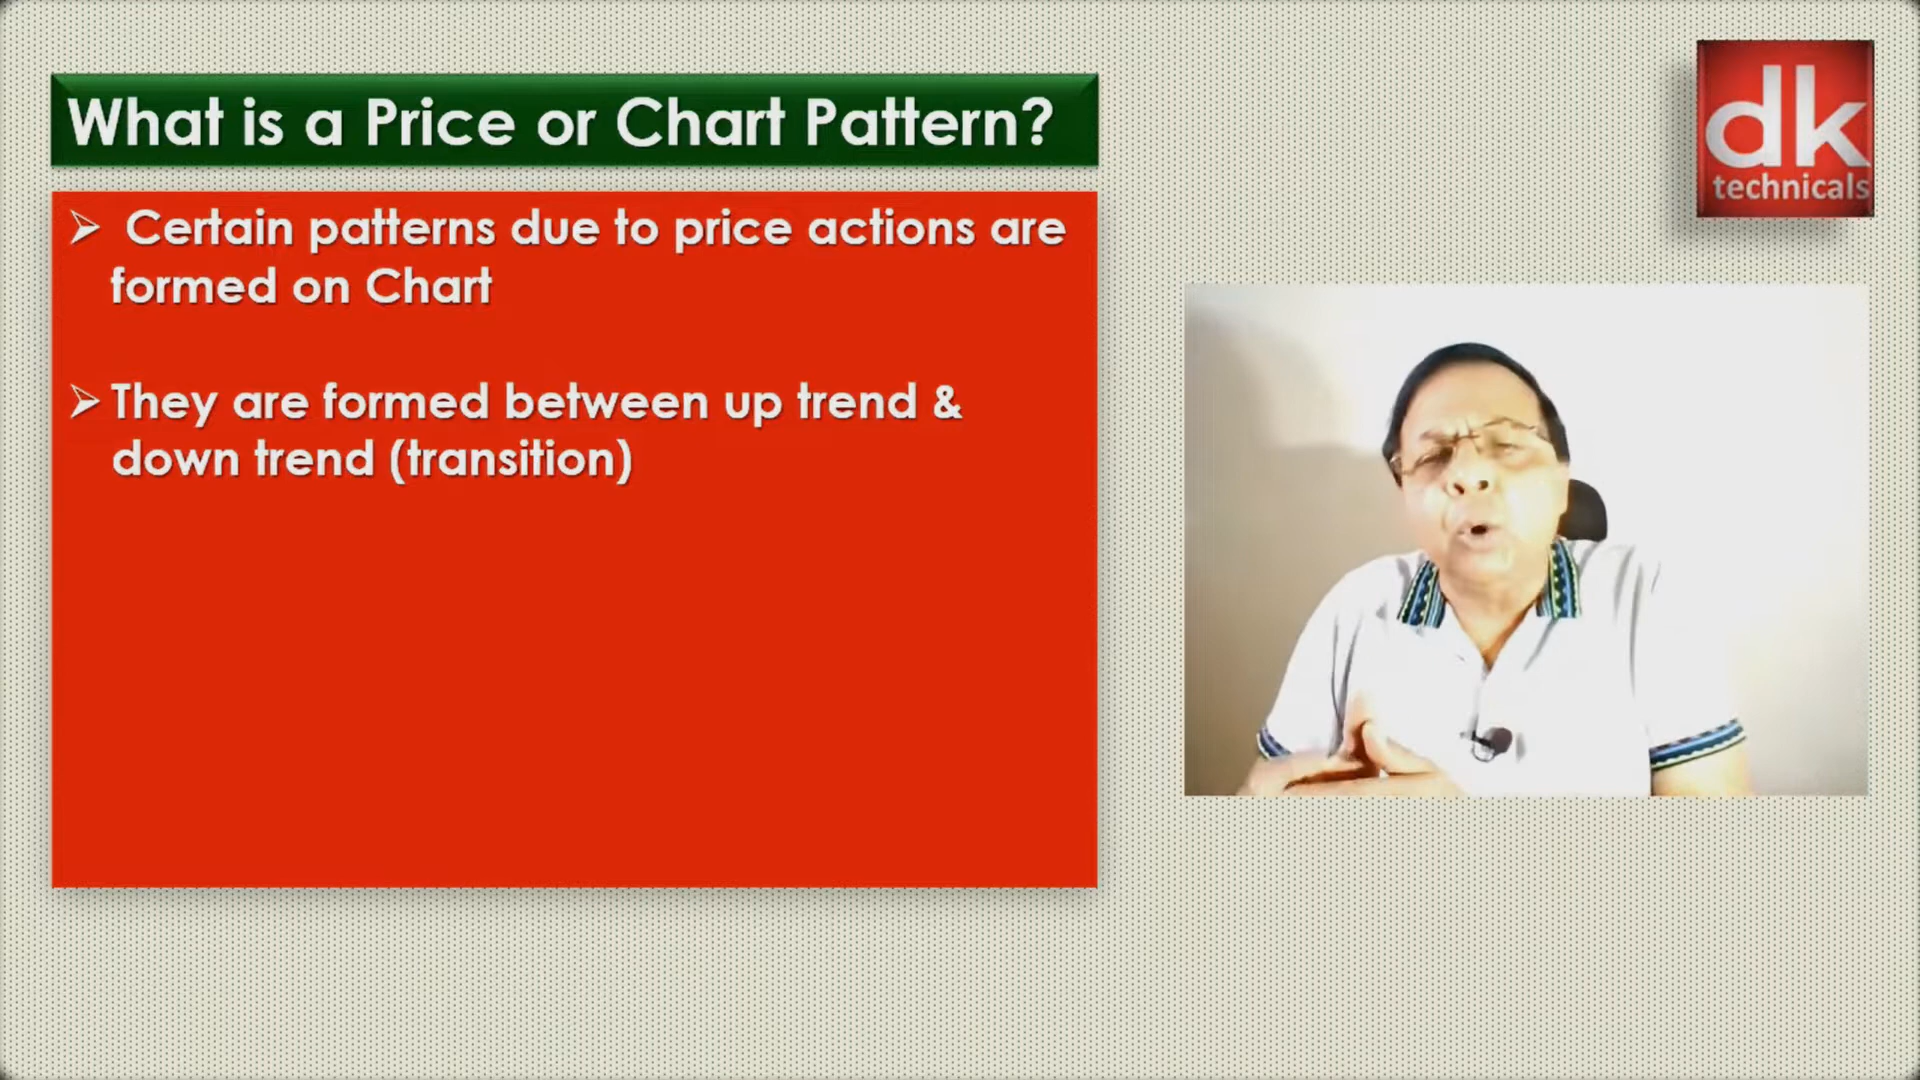 What is a Price or Chart Pattern?
➢ Certain patterns due to price actions are
formed on Chart
➢ They are formed between up trend &
down trend (transition)
dk
technicals